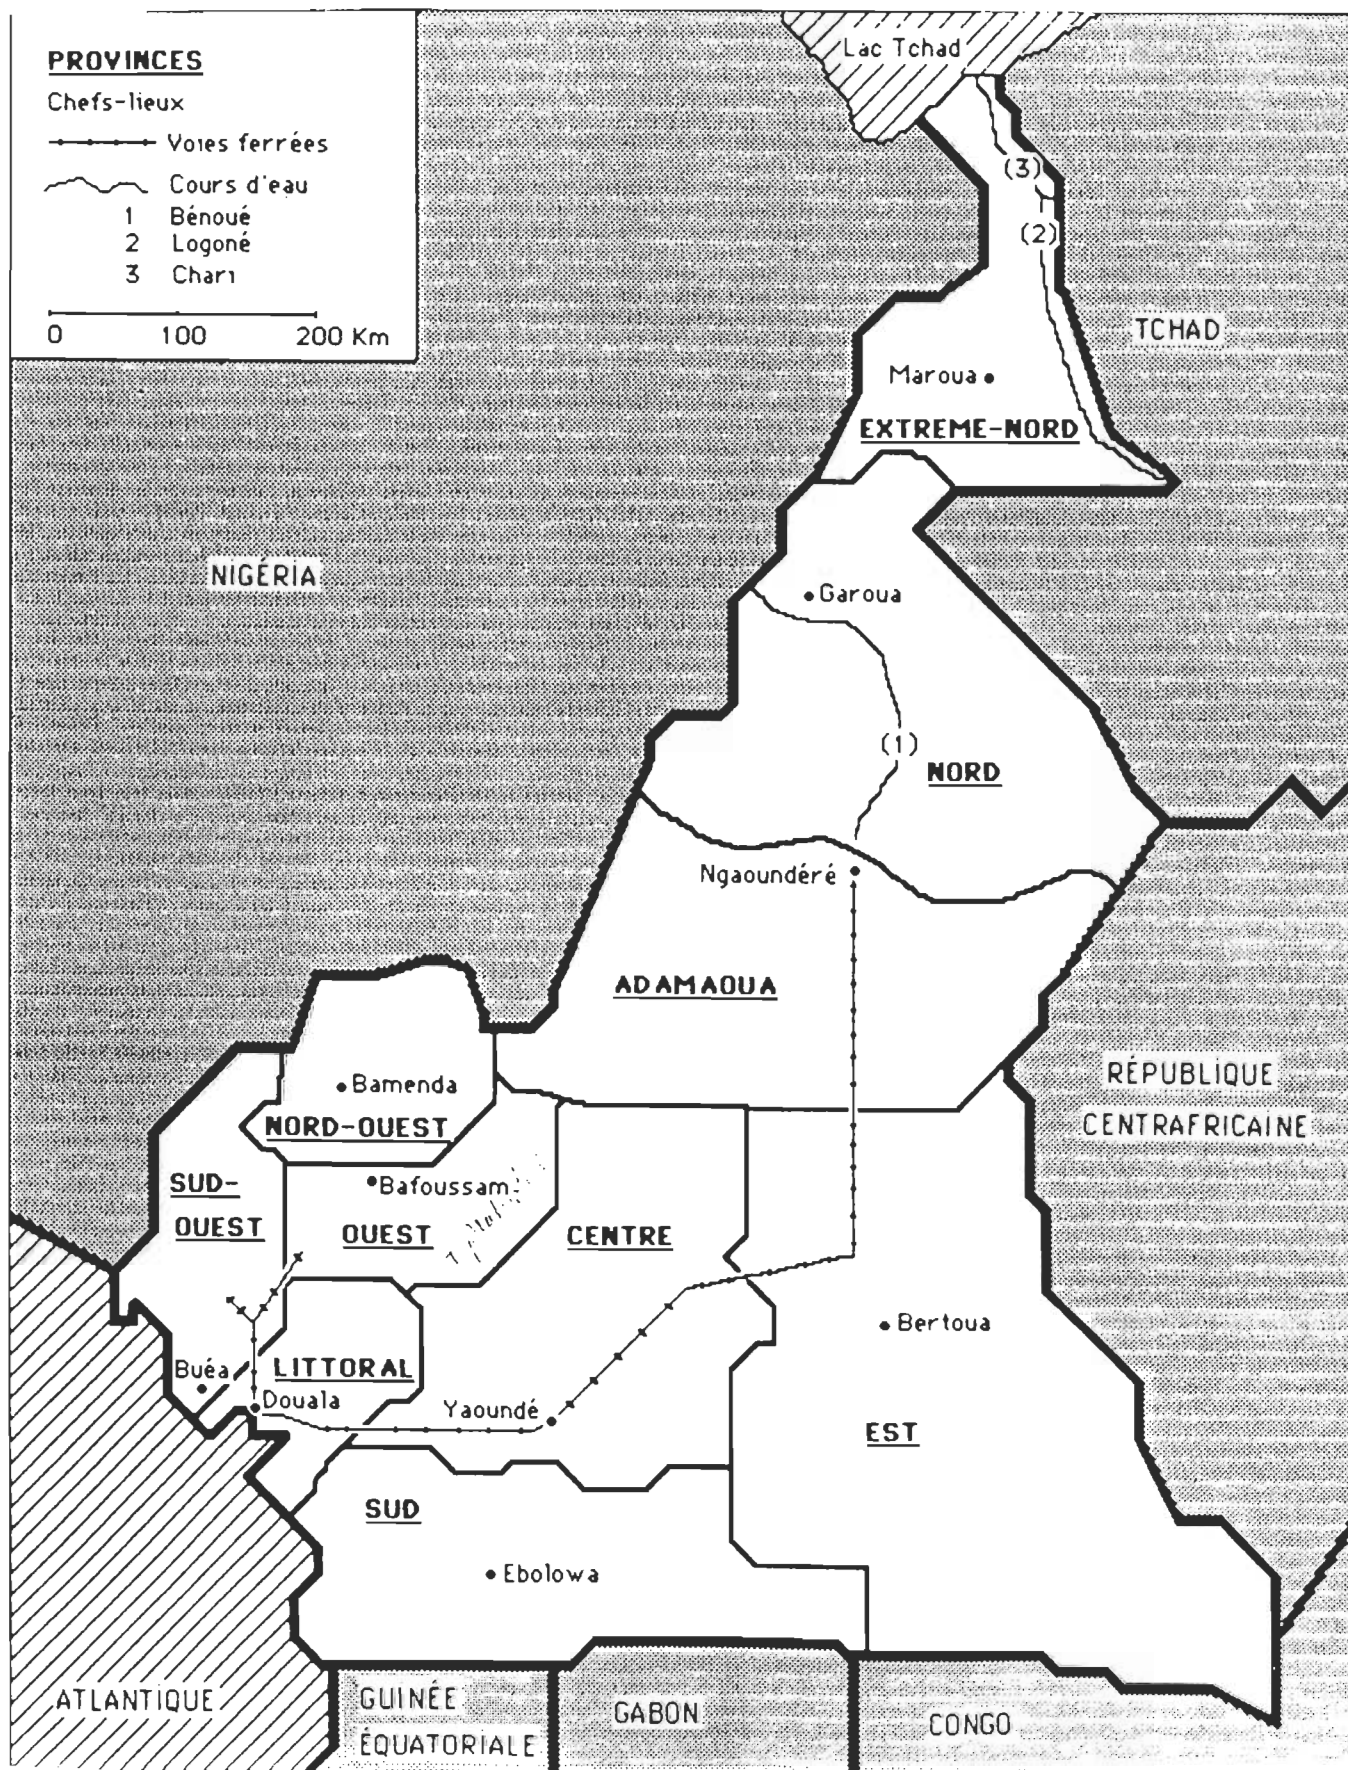 PROVINCES
Chefs-lieux
Voies ferrées
Cours d'eau
1 Bénoué
2 Logoné
3 Chari
0 100 200 Km
Lac Tchad
(3)
(2)
TCHAD
Maroua
EXTREME-NORD
NIGÉRIA
Garoua
(1)
NORD
Ngaoundéré
ADAMAOUA
RÉPUBLIQUE
CENTRAFRICAINE
Bamenda
NORD-OUEST
SUD-
OUEST
Bafoussam
OUEST
CENTRE
Bertoua
Buéa
LITTORAL
Douala
Yaoundé
EST
SUD
Ebolowa
ATLANTIQUE
GUINÉE
ÉQUATORIALE
GABON
CONGO